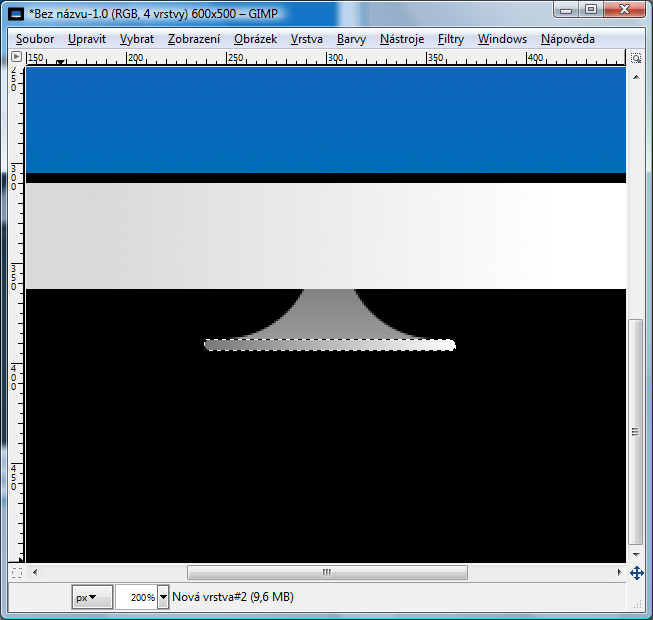 *Bez názvu-1.0 (RGB, 4 vrstvy) 600x500 – GIMP
Soubor Upravit Vybrat Zobrazení Obrázek Vrstva Barvy Nástroje Filtry Windows Nápověda
150 200 250 300 350 400
250
300
350
400
450
px 200% Nová vrstva#2 (9,6 MB)